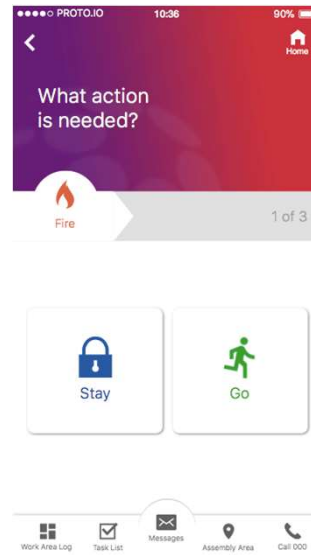 PROTO.IO 10:36 90%
Home
What action
is needed?
Fire
1 of 3
Stay
Go
Work Area Log
Task List
Messages
Assembly Area
Call 000